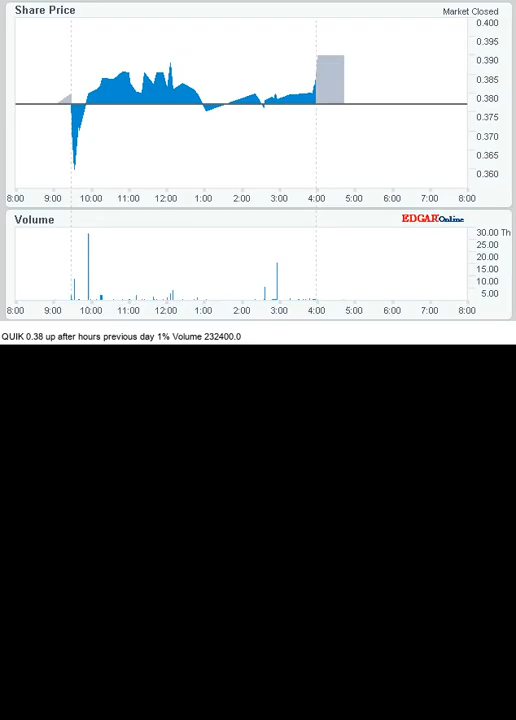 Share Price
Market Closed
0.400
0.395
0.390
0.385
0.380
0.375
0.370
0.365
0.360
8:00 9:00 10:00 11:00 12:00 1:00 2:00 3:00 4:00 5:00 6:00 7:00 8:00
Volume
EDGAR Online
30.00 Th
25.00
20.00
15.00
10.00
5.00
8:00 9:00 10:00 11:00 12:00 1:00 2:00 3:00 4:00 5:00 6:00 7:00 8:00
QUIK 0.38 up after hours previous day 1% Volume 232400.0